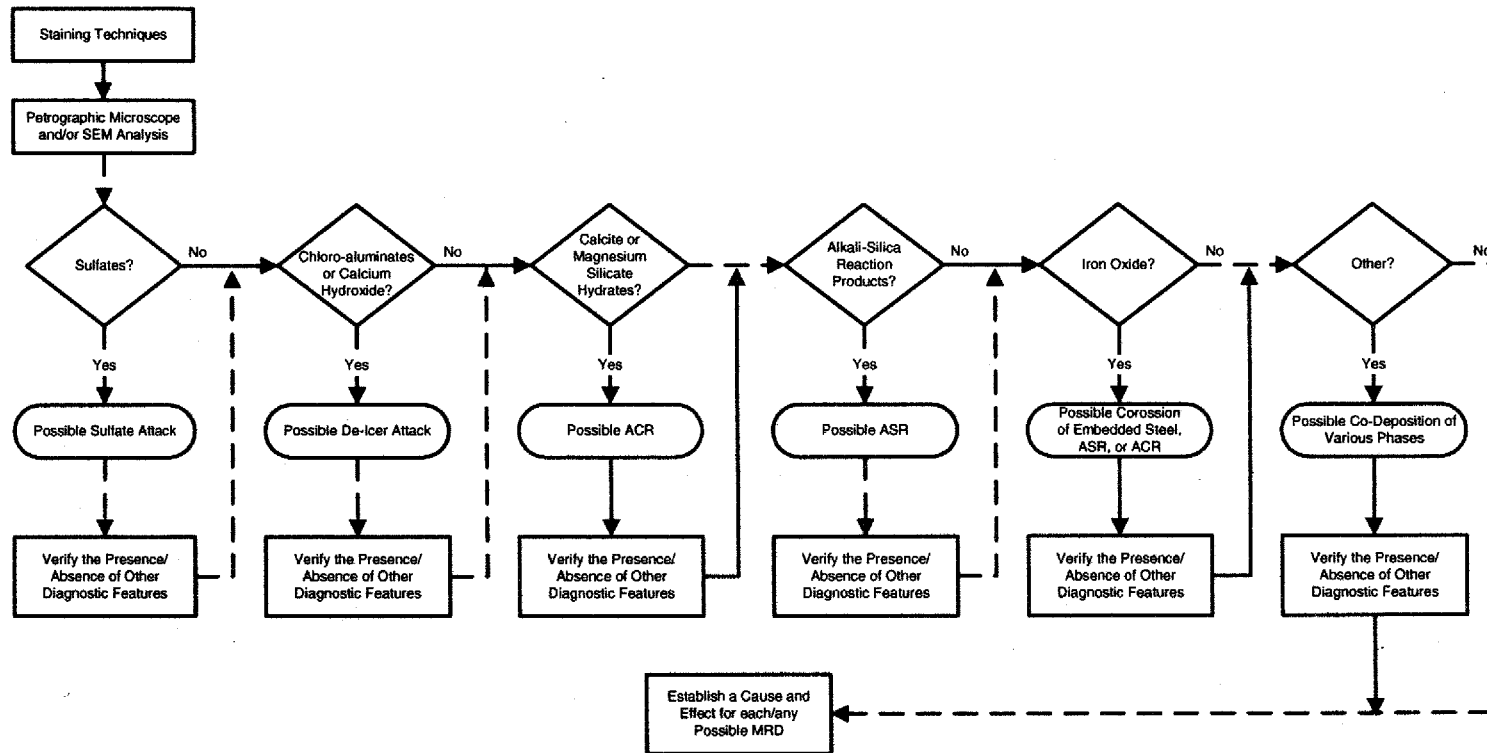 Staining Techniques
Petrographic Microscope
and/or SEM Analysis
Sulfates?
No
Yes
Possible Sulfate Attack
Verify the Presence/
Absence of Other
Diagnostic Features
Chloro-aluminates
or Calcium
Hydroxide?
No
Yes
Possible De-Icer Attack
Verify the Presence/
Absence of Other
Diagnostic Features
Calcite or
Magnesium
Silicate
Hydrates?
Yes
Possible ACR
Verify the Presence/
Absence of Other
Diagnostic Features
Alkali-Silica
Reaction
Products?
No
Yes
Possible ASR
Verify the Presence/
Absence of Other
Diagnostic Features
Iron Oxide?
No
Yes
Possible Corossion
of Embedded Steel,
ASR, or ACR
Verify the Presence/
Absence of Other
Diagnostic Features
Other?
No
Yes
Possible Co-Deposition of
Various Phases
Verify the Presence/
Absence of Other
Diagnostic Features
Establish a Cause and
Effect for each/any
Possible MRD